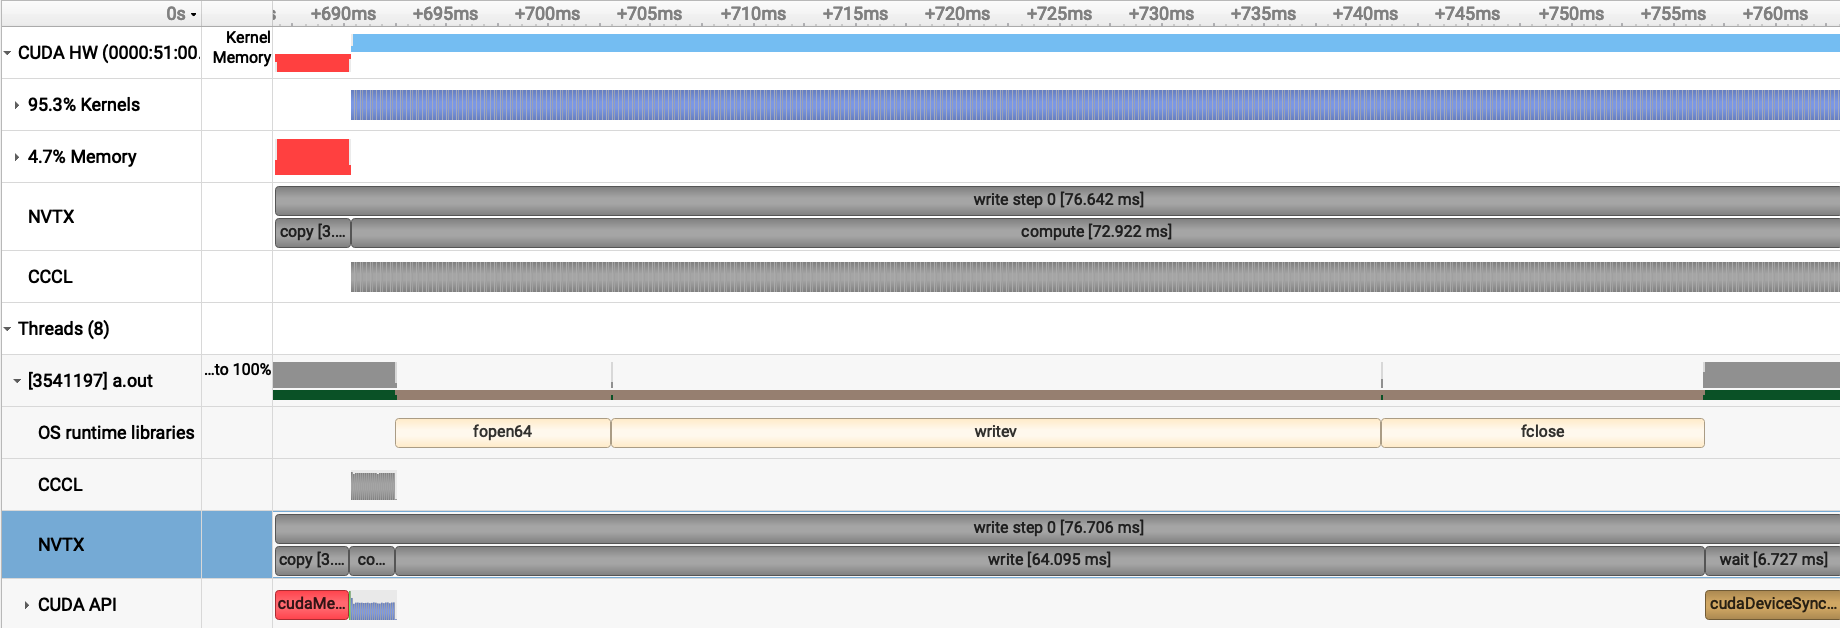 0s +690ms +695ms +700ms +705ms +710ms +715ms +720ms +725ms +730ms +735ms +740ms +745ms +750ms +755ms +760ms
CUDA HW (0000:51:00. Kernel
Memory
95.3% Kernels
4.7% Memory
NVTX
write step 0 [76.642 ms]
copy [3.... compute [72.922 ms]
CCCL
Threads (8)
[3541197] a.out ...to 100%
OS runtime libraries fopen64 writev fclose
CCCL
NVTX
write step 0 [76.706 ms]
copy [3.... co... write [64.095 ms] wait [6.727 ms]
CUDA API cudaMe... cudaDeviceSync...